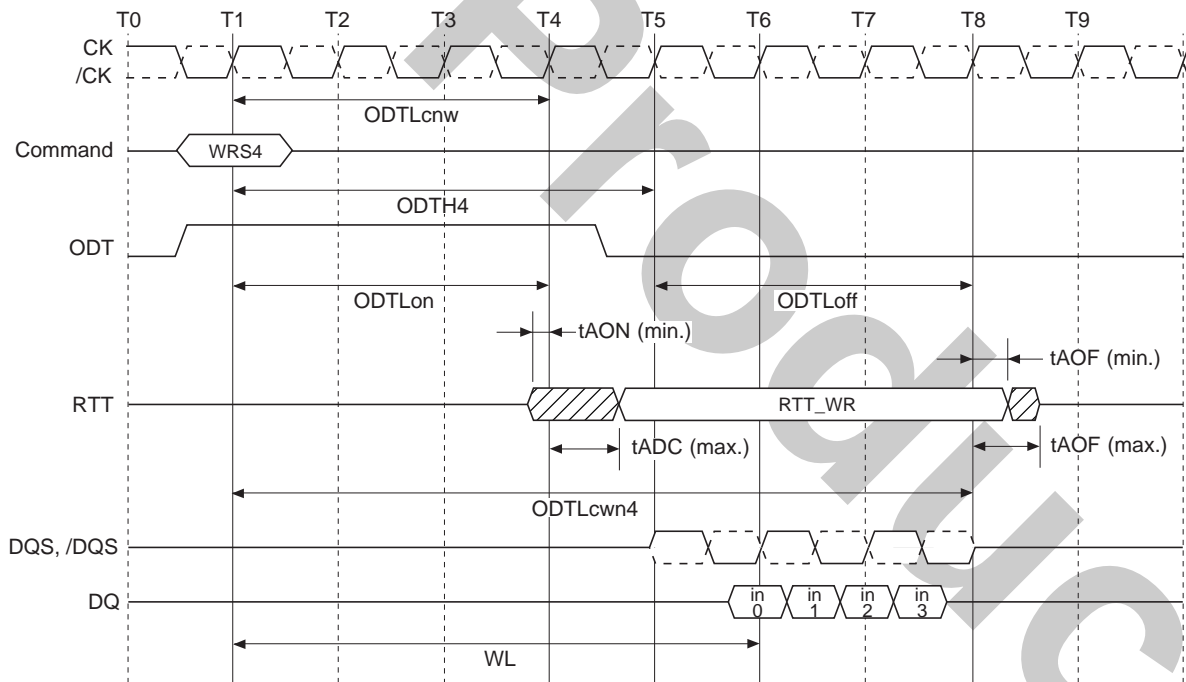 T0 T1 T2 T3 T4 T5 T6 T7 T8 T9
CK
/CK
ODTLcnw
Command WRS4
ODTH4
ODT
ODTLon ODTLoff
tAON (min.)
tAOF (min.)
RTT RTT_WR
tADC (max.) tAOF (max.)
ODTLcwn4
DQS, /DQS
DQ in 0 in 1 in 2 in 3
WL
Produc